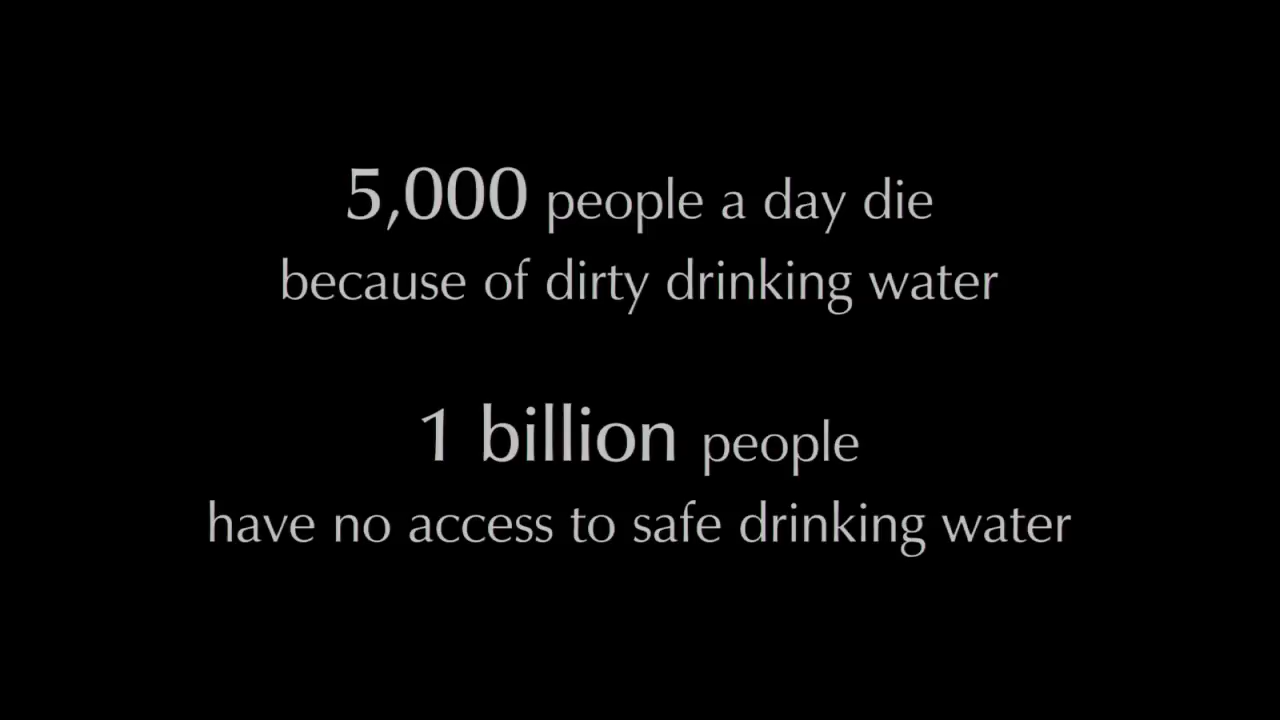 5,000 people a day die
because of dirty drinking water
1 billion people
have no access to safe drinking water